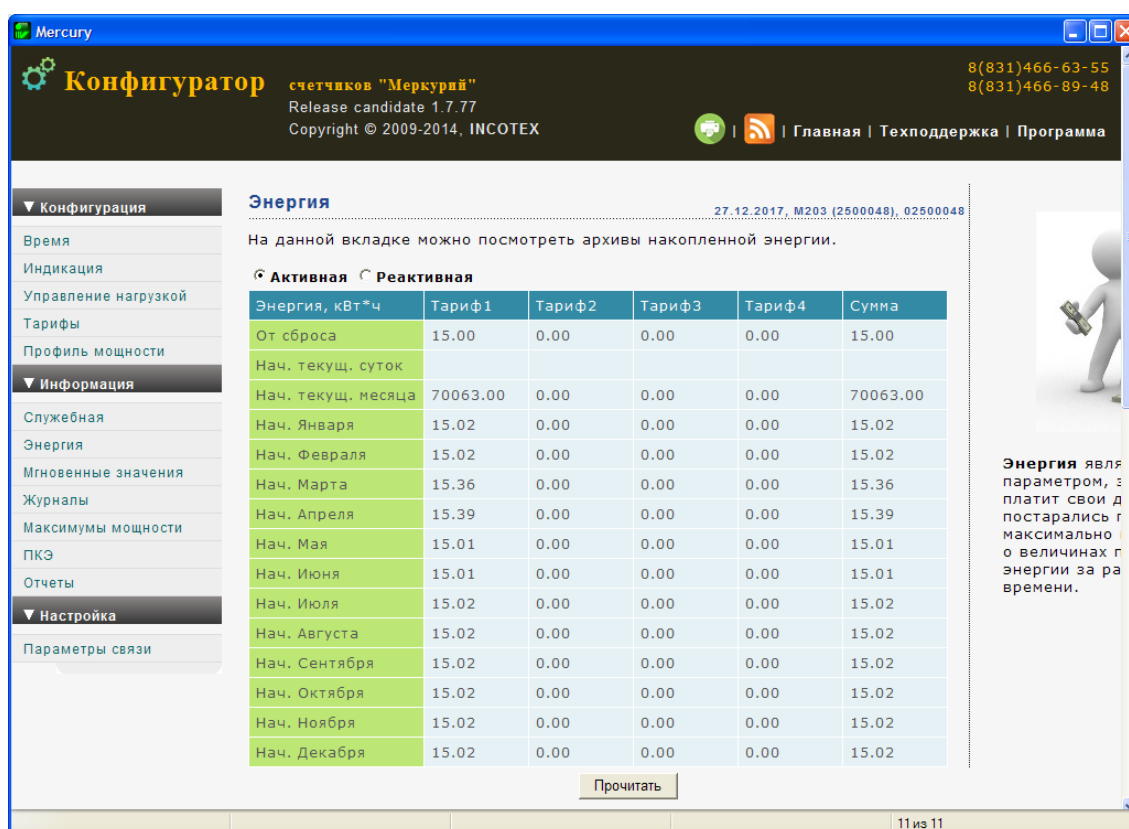 Mercury
Конфигуратор счетчиков "Меркурий"
Release candidate 1.7.77
Copyright © 2009-2014, INCOTEX
8(831)466-63-55
8(831)466-89-48
| | Главная | Техподдержка | Программа
▼ Конфигурация
Время
Индикация
Управление нагрузкой
Тарифы
Профиль мощности
▼ Информация
Служебная
Энергия
Мгновенные значения
Журналы
Максимумы мощности
ПКЭ
Отчеты
▼ Настройка
Параметры связи
Энергия
27.12.2017, M203 (2500048), 02500048
На данной вкладке можно посмотреть архивы накопленной энергии.
Активная Реактивная
Энергия, кВт*ч Тариф1 Тариф2 Тариф3 Тариф4 Сумма
От сброса 15.00 0.00 0.00 0.00 15.00
Нач. текущ. суток
Нач. текущ. месяца 70063.00 0.00 0.00 0.00 70063.00
Нач. Января 15.02 0.00 0.00 0.00 15.02
Нач. Февраля 15.02 0.00 0.00 0.00 15.02
Нач. Марта 15.36 0.00 0.00 0.00 15.36
Нач. Апреля 15.39 0.00 0.00 0.00 15.39
Нач. Мая 15.01 0.00 0.00 0.00 15.01
Нач. Июня 15.01 0.00 0.00 0.00 15.01
Нач. Июля 15.02 0.00 0.00 0.00 15.02
Нач. Августа 15.02 0.00 0.00 0.00 15.02
Нач. Сентября 15.02 0.00 0.00 0.00 15.02
Нач. Октября 15.02 0.00 0.00 0.00 15.02
Нач. Ноября 15.02 0.00 0.00 0.00 15.02
Нач. Декабря 15.02 0.00 0.00 0.00 15.02
Прочитать
Энергия явля
параметром,
платит свои
постарались
максимально
о величинах
энергии за ра
времени.
11 из 11